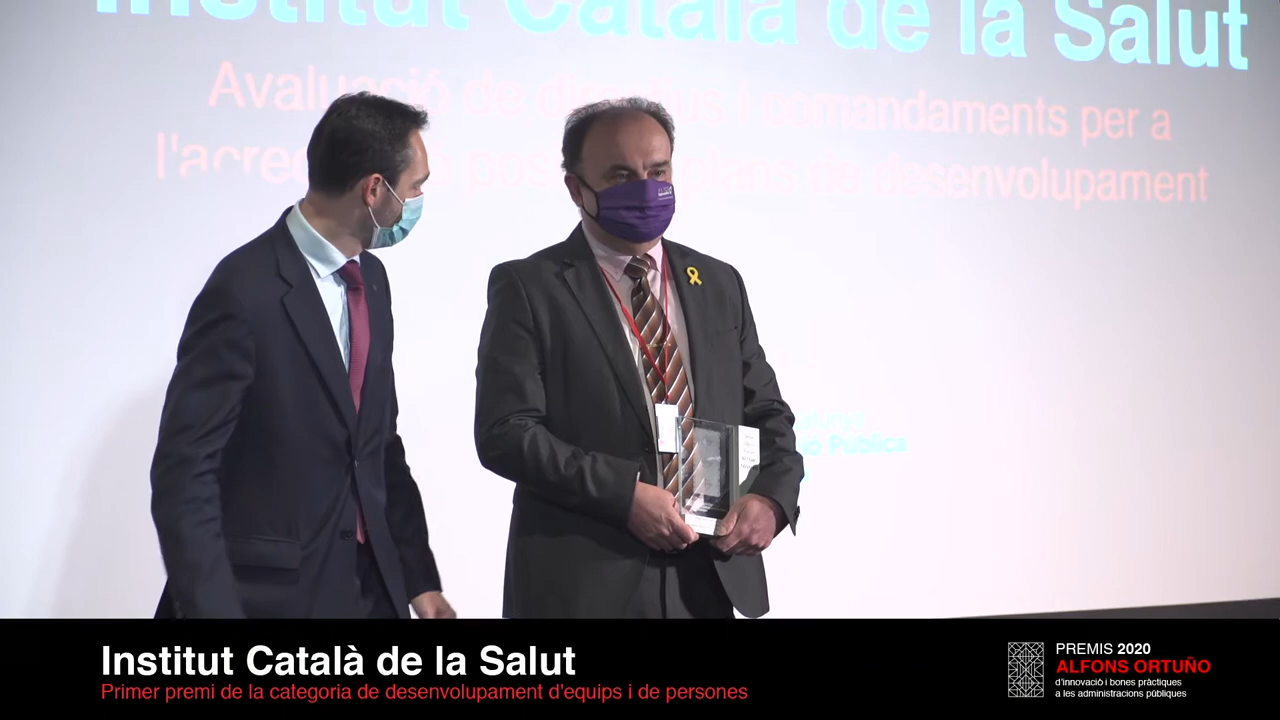 Institut Català de la Salut
Avaluació de
i comandaments per a
desenvolupament
Pública
Institut Català de la Salut
Primer premi de la categoria de desenvolupament d'equips i de persones
PREMIS 2020
ALFONS ORTUÑO
d'innovació i bones pràctiques
a les administracions públiques